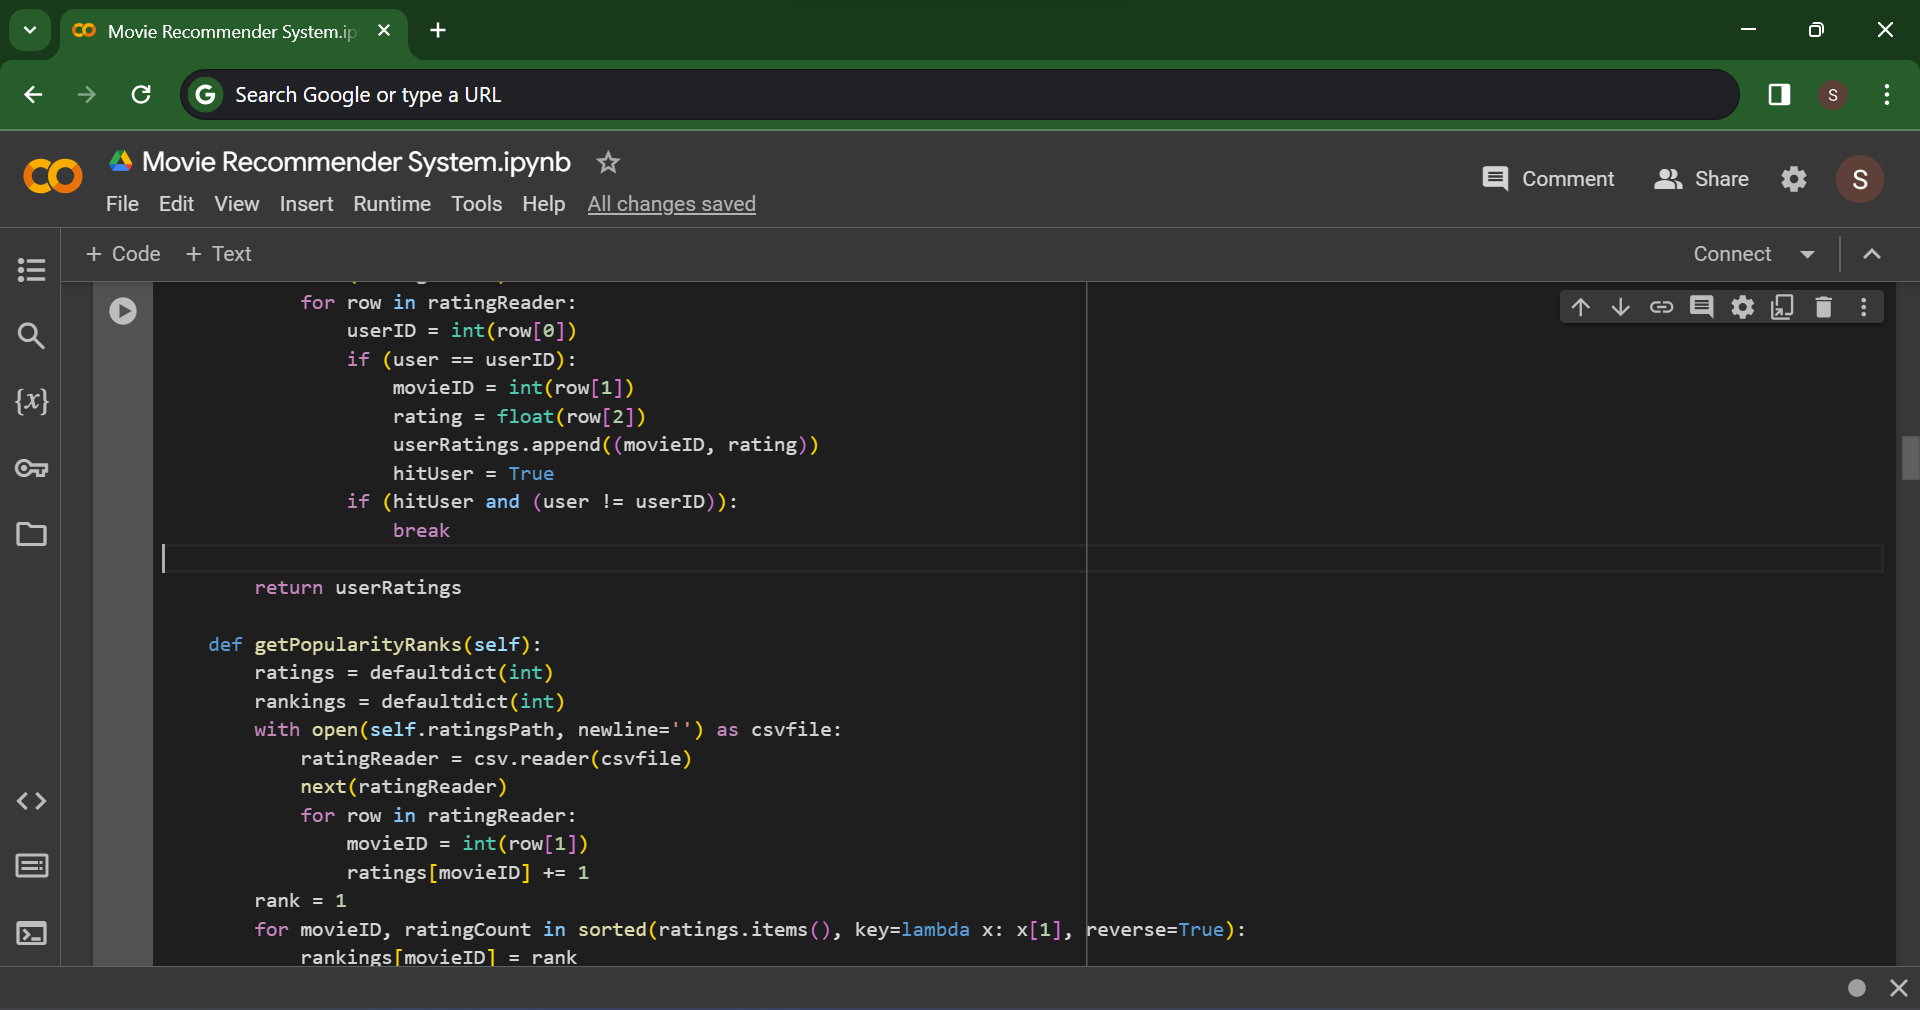 Movie Recommender System.ip
Search Google or type a URL
S
Movie Recommender System.ipynb
Comment
Share
S
File Edit View Insert Runtime Tools Help All changes saved
+ Code + Text
Connect
for row in ratingReader:
userID = int(row[0])
if (user == userID):
movieID = int(row[1])
rating = float(row[2])
userRatings.append((movieID, rating))
hitUser = True
if (hitUser and (user != userID)):
break
return userRatings
def getPopularityRanks(self):
ratings = defaultdict(int)
rankings = defaultdict(int)
with open(self.ratingsPath, newline='') as csvfile:
ratingReader = csv.reader(csvfile)
next(ratingReader)
for row in ratingReader:
movieID = int(row[1])
ratings[movieID] += 1
rank = 1
for movieID, ratingCount in sorted(ratings.items(), key=lambda x: x[1], reverse=True):
rankings[movieID] = rank